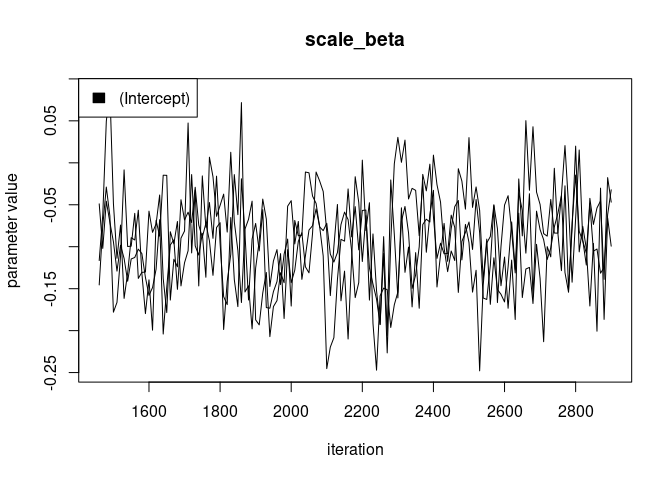 scale_beta
(Intercept)
parameter value
0.05
-0.05
-0.15
-0.25
1600 1800 2000 2200 2400 2600 2800
iteration